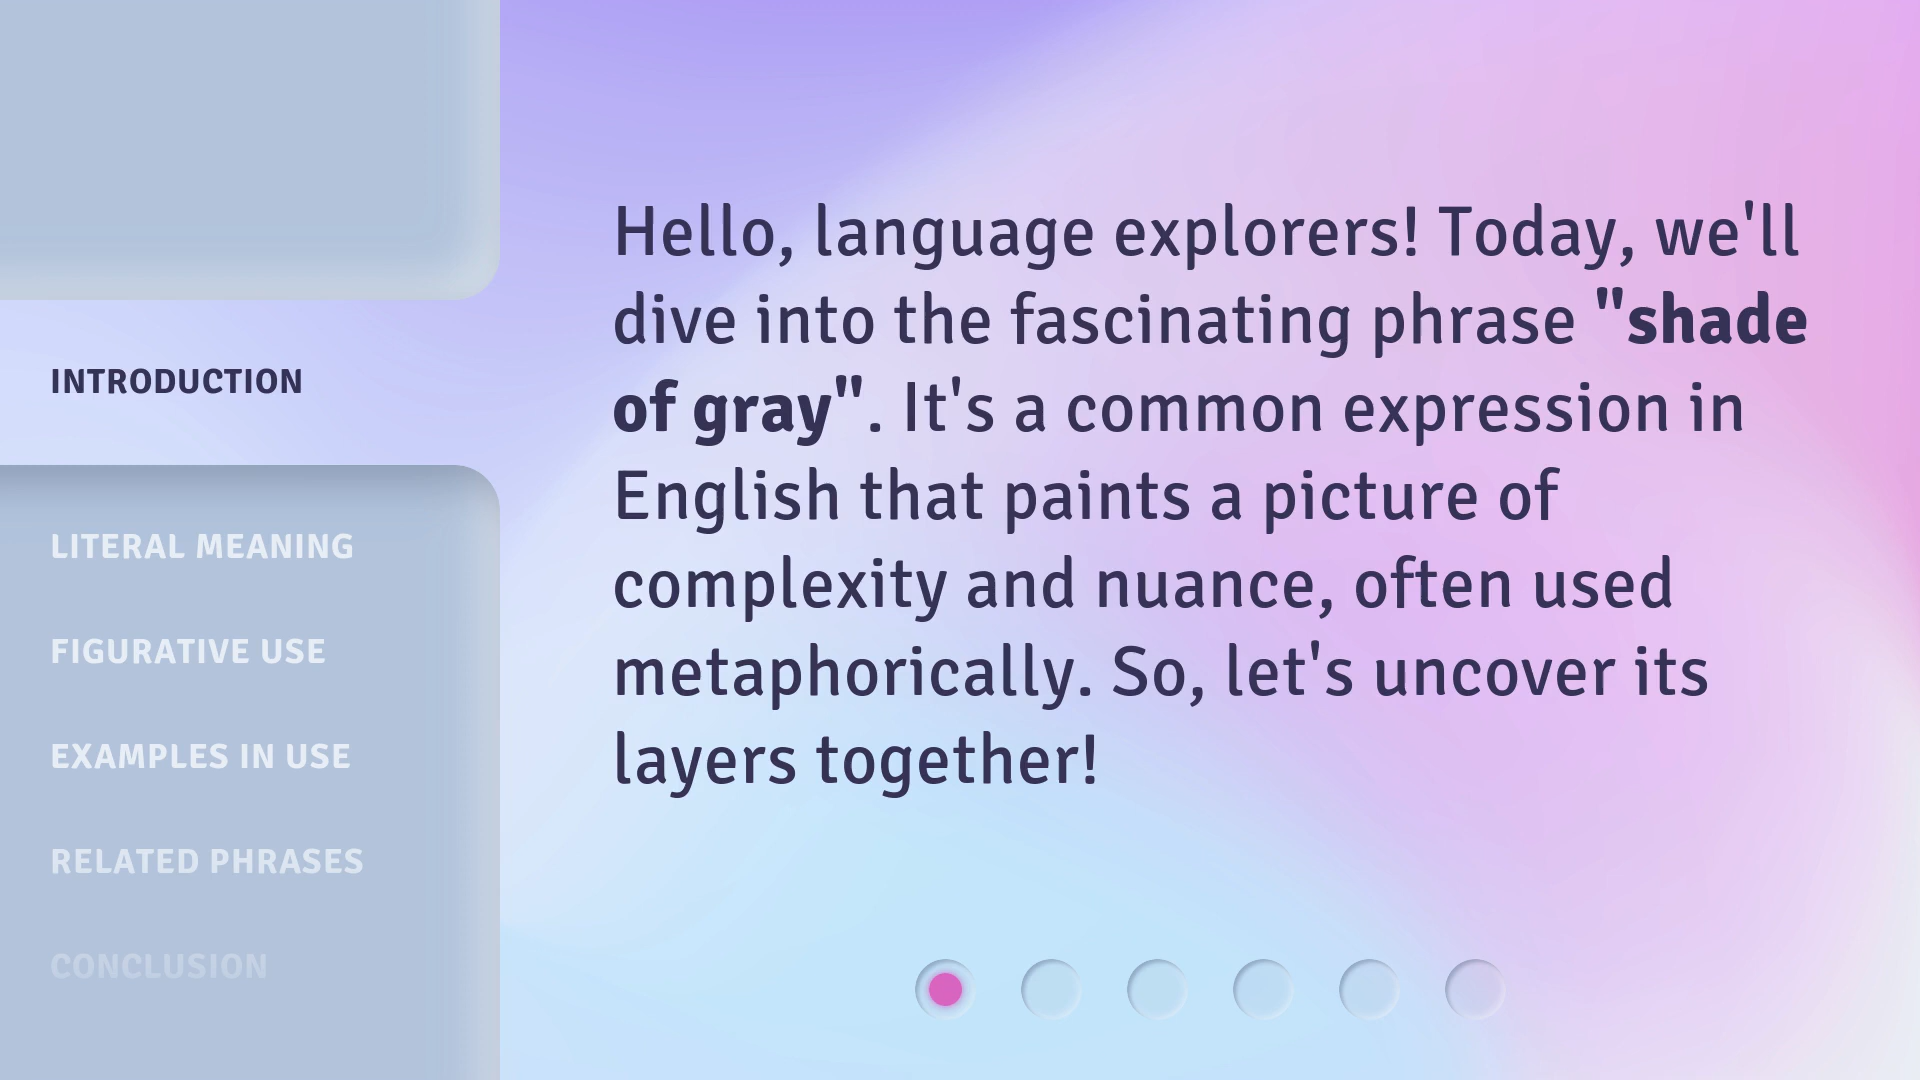 INTRODUCTION
LITERAL MEANING
FIGURATIVE USE
EXAMPLES IN USE
RELATED PHRASES
CONCLUSION
Hello, language explorers! Today, we'll
dive into the fascinating phrase "shade
of gray". It's a common expression in
English that paints a picture of
complexity and nuance, often used
metaphorically. So, let's uncover its
layers together!